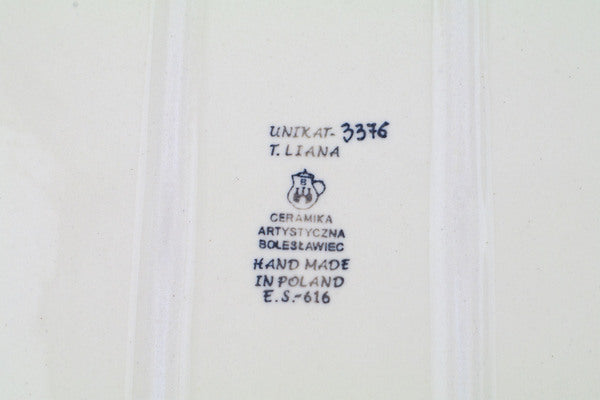 UNIKAT- 3376
T. LIANA
B
CERAMIKA
ARTYSTYCZNA
BOLESŁAWIEC
HAND MADE
IN POLAND
E.S.-616